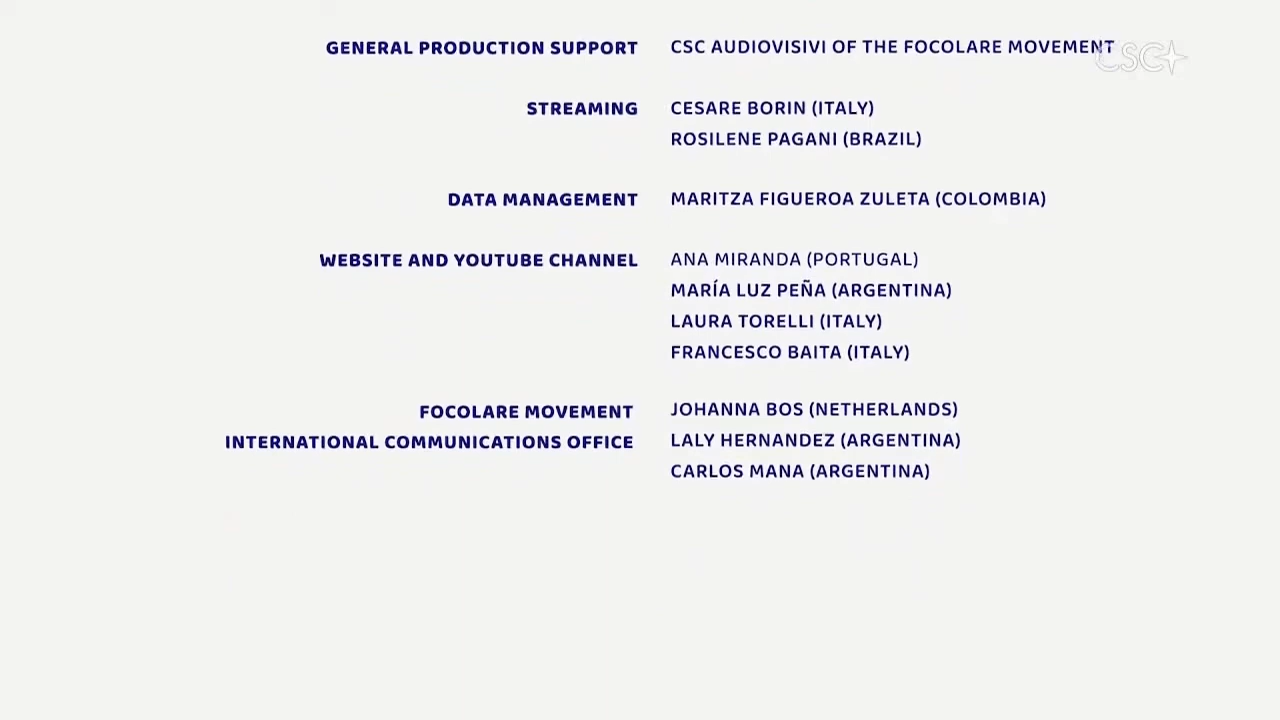 GENERAL PRODUCTION SUPPORT CSC AUDIOVISIVI OF THE FOCOLARE MOVEMENT
CSC
STREAMING CESARE BORIN (ITALY)
ROSILENE PAGANI (BRAZIL)
DATA MANAGEMENT MARITZA FIGUEROA ZULETA (COLOMBIA)
WEBSITE AND YOUTUBE CHANNEL ANA MIRANDA (PORTUGAL)
MARÍA LUZ PEÑA (ARGENTINA)
LAURA TORELLI (ITALY)
FRANCESCO BAITA (ITALY)
FOCOLARE MOVEMENT JOHANNA BOS (NETHERLANDS)
INTERNATIONAL COMMUNICATIONS OFFICE LALY HERNANDEZ (ARGENTINA)
CARLOS MANA (ARGENTINA)